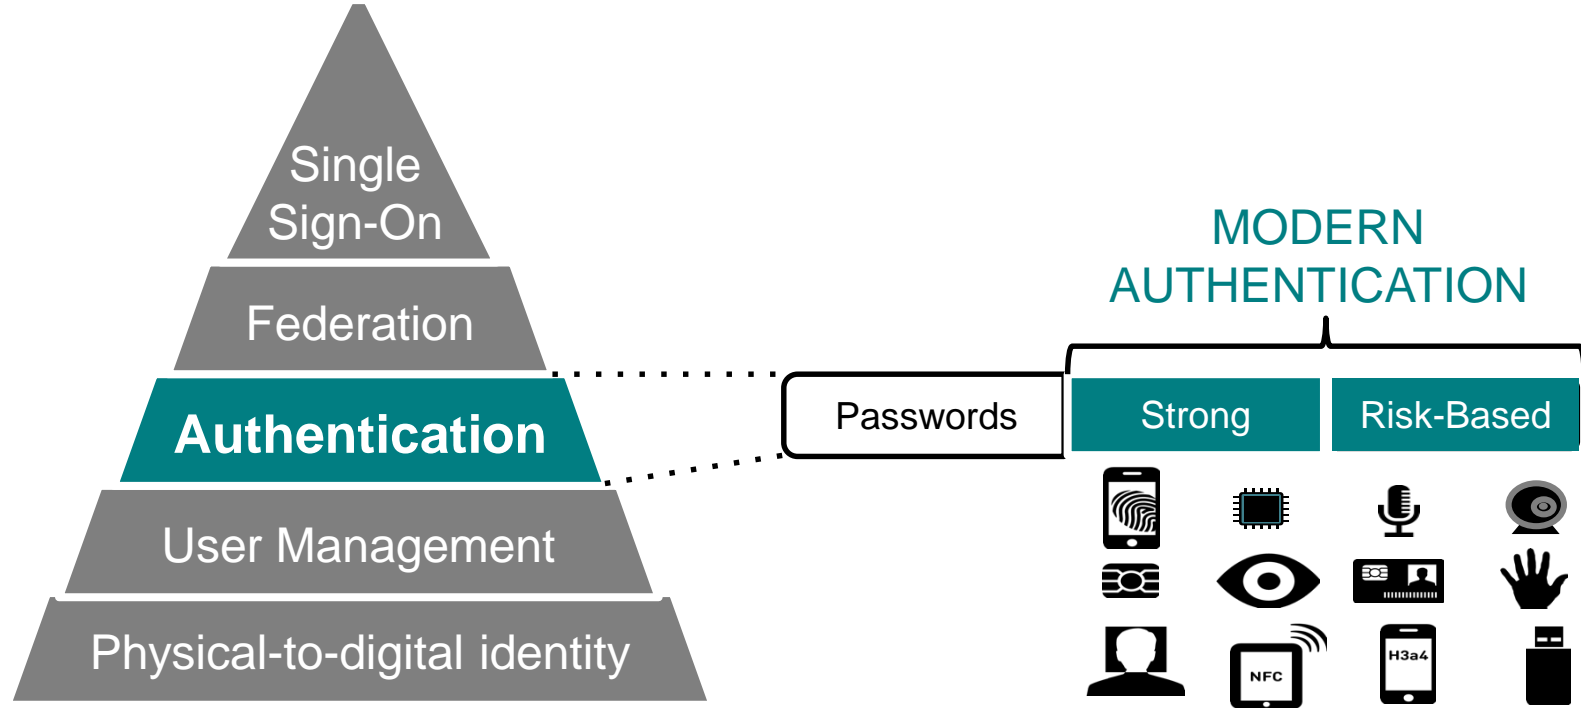 Single
Sign-On
Federation
Authentication
User Management
Physical-to-digital identity
MODERN
AUTHENTICATION
Passwords
Strong
Risk-Based
NFC
H3a4